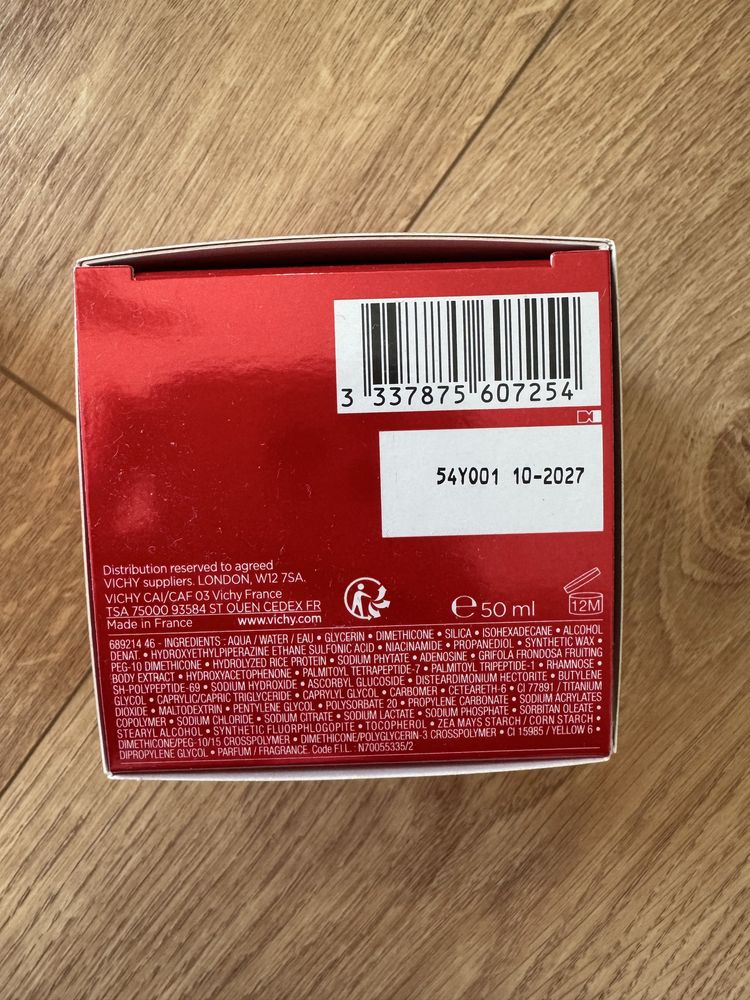 3 337875 607254
54Y001 10-2027
Distribution reserved to agreed
VICHY suppliers. LONDON, W12 7SA.
VICHY CAI/CAF 03 Vichy France
TSA 75000 93584 ST OUEN CEDEX FR
Made in France www.vichy.com
e 50 ml
12M
689214 46 - INGREDIENTS : AQUA / WATER / EAU • GLYCERIN • DIMETHICONE • SILICA • ISOHEXADECANE • ALCOHOL
DENAT. • HYDROXYETHYLPIPERAZINE ETHANE SULFONIC ACID • NIACINAMIDE • PROPANEDIOL • SYNTHETIC WAX •
PEG-10 DIMETHICONE • HYDROLYZED RICE PROTEIN • SODIUM PHYTATE • ADENOSINE • GRIFOLA FRONDOSA FRUITING
BODY EXTRACT • HYDROXYACETOPHENONE • PALMITOYL TETRAPEPTIDE-7 • PALMITOYL TRIPEPTIDE-1 • RHAMNOSE •
SH-POLYPEPTIDE-69 • SODIUM HYDROXIDE • ASCORBYL GLUCOSIDE • DISTEARDIMONIUM HECTORITE • BUTYLENE
GLYCOL • CAPRYLIC/CAPRIC TRIGLYCERIDE • CAPRYLYL GLYCOL • CARBOMER • CETEARETH-6 • CI 77891 / TITANIUM
DIOXIDE • MALTODEXTRIN • PENTYLENE GLYCOL • POLYSORBATE 20 • PROPYLENE CARBONATE • SODIUM ACRYLATES
COPOLYMER • SODIUM CHLORIDE • SODIUM CITRATE • SODIUM LACTATE • SODIUM PHOSPHATE • SORBITAN OLEATE •
STEARYL ALCOHOL • SYNTHETIC FLUORPHLOGOPITE • TOCOPHEROL • ZEA MAYS STARCH / CORN STARCH •
DIMETHICONE/PEG-10/15 CROSSPOLYMER • DIMETHICONE/POLYGLYCERIN-3 CROSSPOLYMER • CI 15985 / YELLOW 6 •
DIPROPYLENE GLYCOL • PARFUM / FRAGRANCE. Code F.I.L : N70055335/2